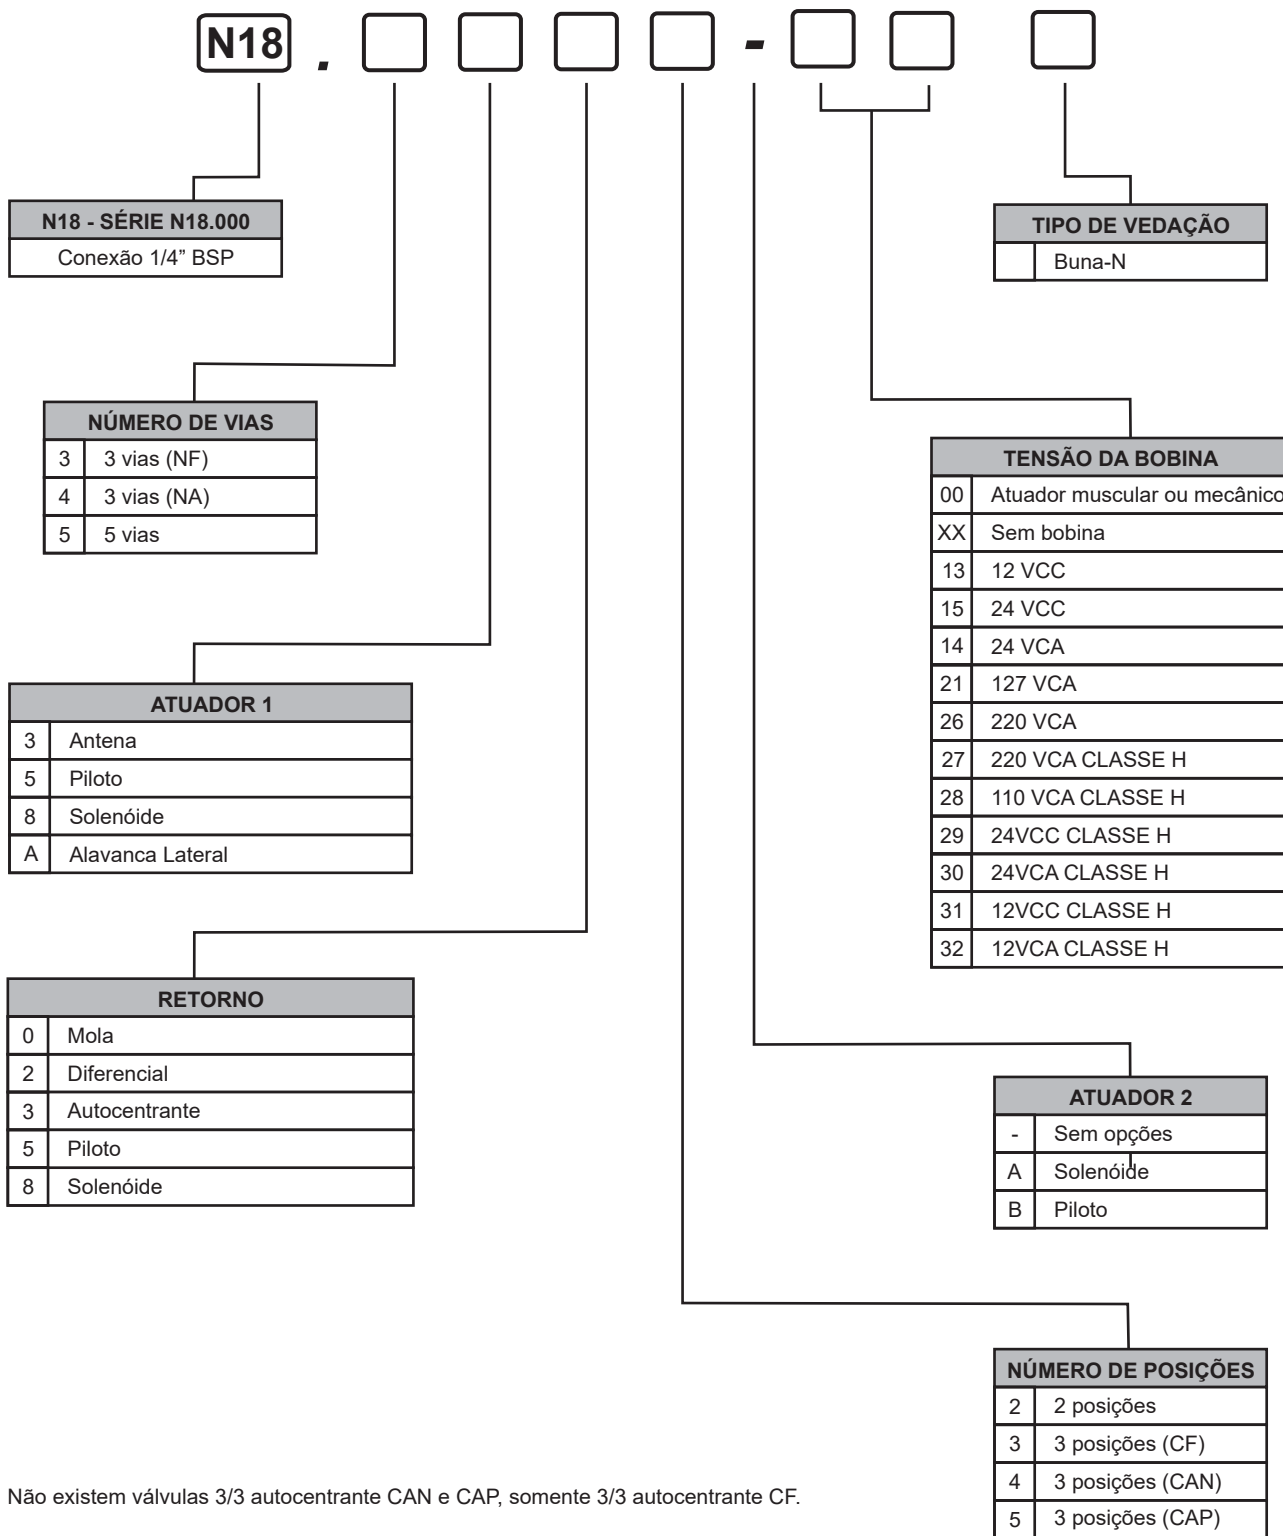 N18 . -
N18 - SÉRIE N18.000
Conexão 1/4” BSP
TIPO DE VEDAÇÃO
Buna-N
NÚMERO DE VIAS
3 3 vias (NF)
4 3 vias (NA)
5 5 vias
TENSÃO DA BOBINA
00 Atuador muscular ou mecânico
XX Sem bobina
13 12 VCC
15 24 VCC
14 24 VCA
21 127 VCA
26 220 VCA
27 220 VCA CLASSE H
28 110 VCA CLASSE H
29 24VCC CLASSE H
30 24VCA CLASSE H
31 12VCC CLASSE H
32 12VCA CLASSE H
ATUADOR 1
3 Antena
5 Piloto
8 Solenóide
A Alavanca Lateral
RETORNO
0 Mola
2 Diferencial
3 Autocentrante
5 Piloto
8 Solenóide
ATUADOR 2
- Sem opções
A Solenóide
B Piloto
NÚMERO DE POSIÇÕES
2 2 posições
3 3 posições (CF)
4 3 posições (CAN)
5 3 posições (CAP)
Não existem válvulas 3/3 autocentrante CAN e CAP, somente 3/3 autocentrante CF.